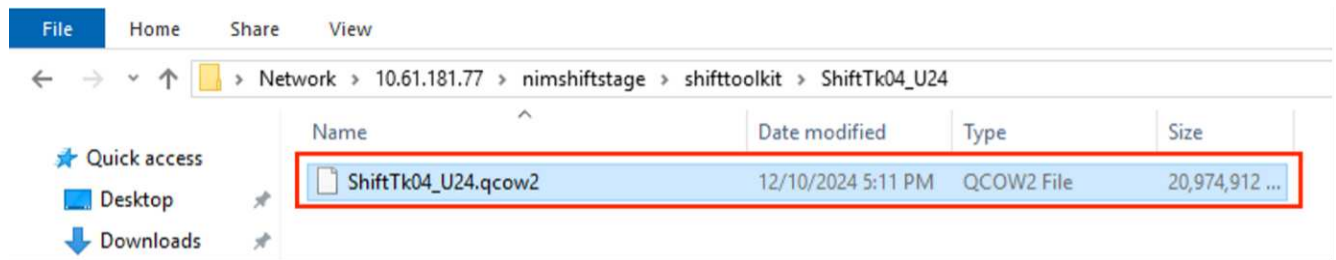 File Home Share View
Network > 10.61.181.77 > nimshiftstage > shifttoolkit > ShiftTk04_U24
Name Date modified Type Size
Quick access
ShiftTk04_U24.qcow2 12/10/2024 5:11 PM QCOW2 File 20,974,912 ...
Desktop
Downloads